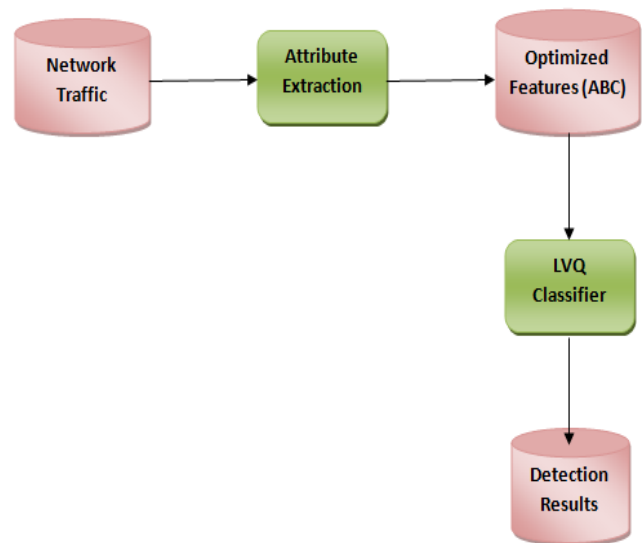 Network
Traffic
Attribute
Extraction
Optimized
Features (ABC)
LVQ
Classifier
Detection
Results